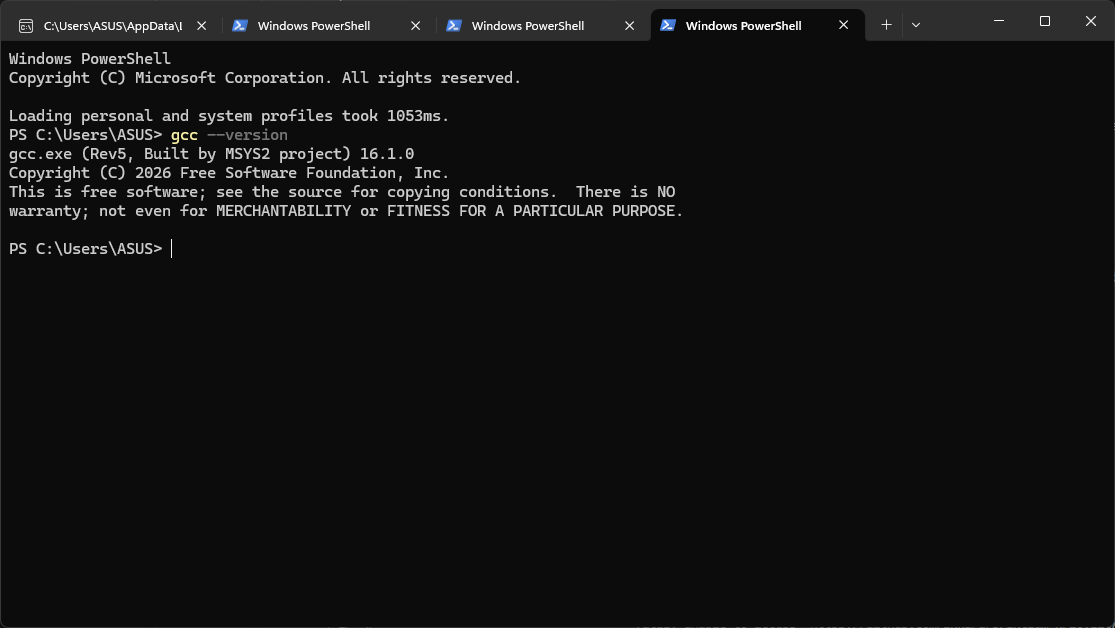 C:\Users\ASUS\AppData\l
Windows PowerShell
Windows PowerShell
Windows PowerShell
Windows PowerShell
Copyright (C) Microsoft Corporation. All rights reserved.
Loading personal and system profiles took 1053ms.
PS C:\Users\ASUS> gcc --version
gcc.exe (Rev5, Built by MSYS2 project) 16.1.0
Copyright (C) 2026 Free Software Foundation, Inc.
This is free software; see the source for copying conditions.  There is NO
warranty; not even for MERCHANTABILITY or FITNESS FOR A PARTICULAR PURPOSE.
PS C:\Users\ASUS>